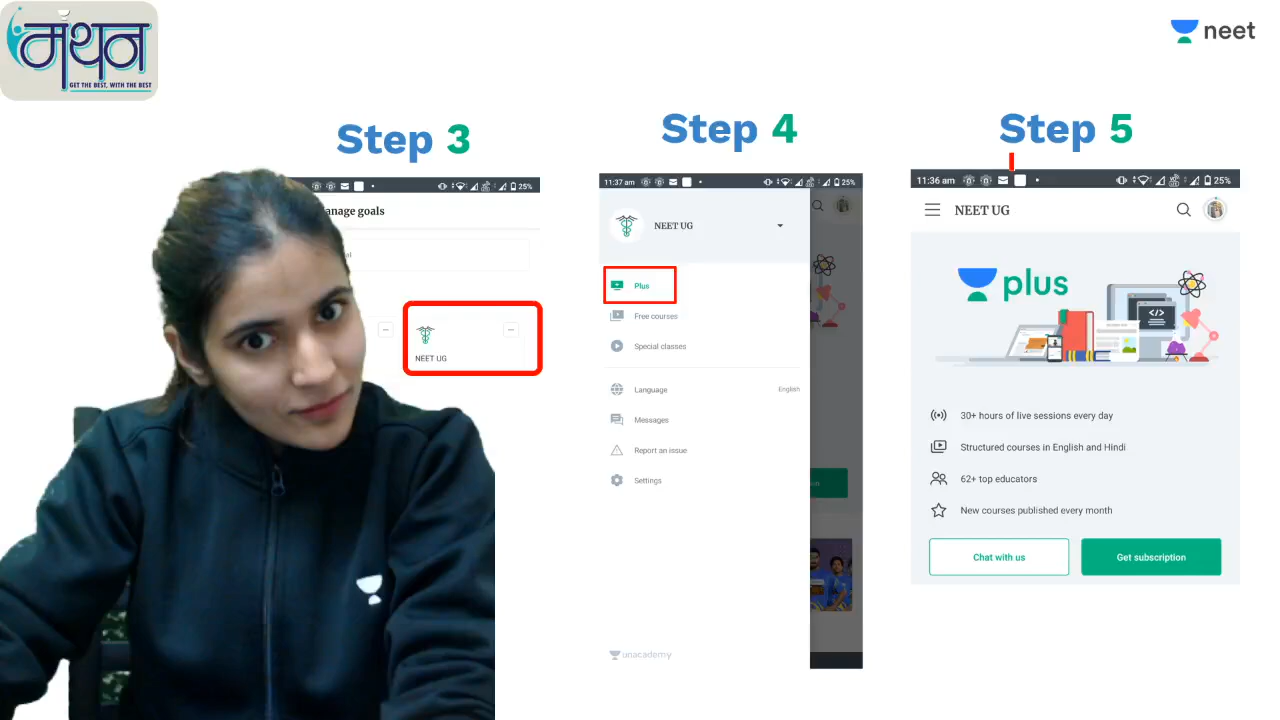 मंथन
GET THE BEST, WITH THE BEST
neet
Step 3
25%
anage goals
al
NEET UG
Step 4
11:37 am
25%
NEET UG
Plus
Free courses
Special classes
Language English
Messages
Report an issue
Settings
unacademy
Step 5
11:36 am
25%
NEET UG
plus
</>
30+ hours of live sessions every day
Structured courses in English and Hindi
62+ top educators
New courses published every month
Chat with us
Get subscription